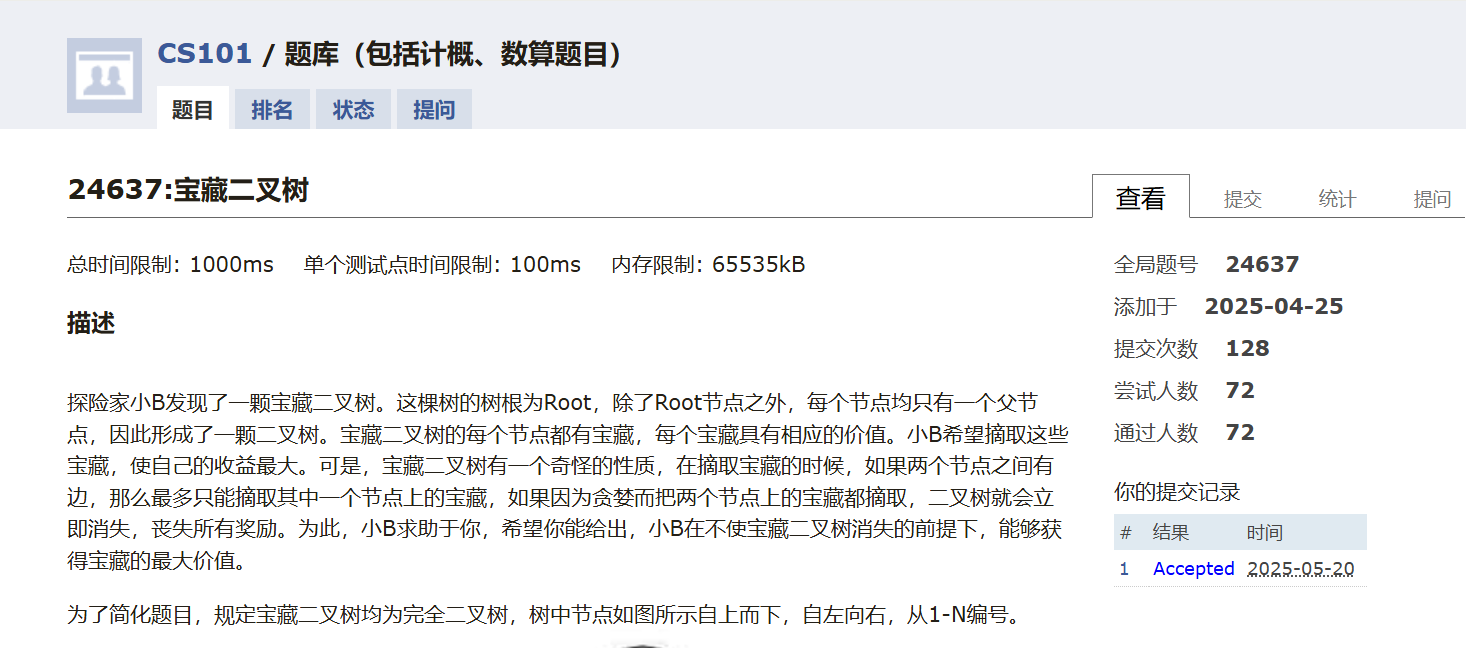 CS101 / 题库（包括计概、数算题目）
题目 排名 状态 提问
24637:宝藏二叉树
查看 提交 统计 提问
总时间限制: 1000ms 单个测试点时间限制: 100ms 内存限制: 65535kB
描述
探险家小B发现了一颗宝藏二叉树。这棵树的树根为Root，除了Root节点之外，每个节点均只有一个父节
点，因此形成了一颗二叉树。宝藏二叉树的每个节点都有宝藏，每个宝藏具有相应的价值。小B希望摘取这些
宝藏，使自己的收益最大。可是，宝藏二叉树有一个奇怪的性质，在摘取宝藏的时候，如果两个节点之间有
边，那么最多只能摘取其中一个节点上的宝藏，如果因为贪婪而把两个节点上的宝藏都摘取，二叉树就会立
即消失，丧失所有奖励。为此，小B求助于你，希望你能给出，小B在不使宝藏二叉树消失的前提下，能够获
得宝藏的最大价值。
为了简化题目，规定宝藏二叉树均为完全二叉树，树中节点如图所示自上而下，自左向右，从1-N编号。
全局题号 24637
添加于 2025-04-25
提交次数 128
尝试人数 72
通过人数 72
你的提交记录
# 结果 时间
1 Accepted 2025-05-20